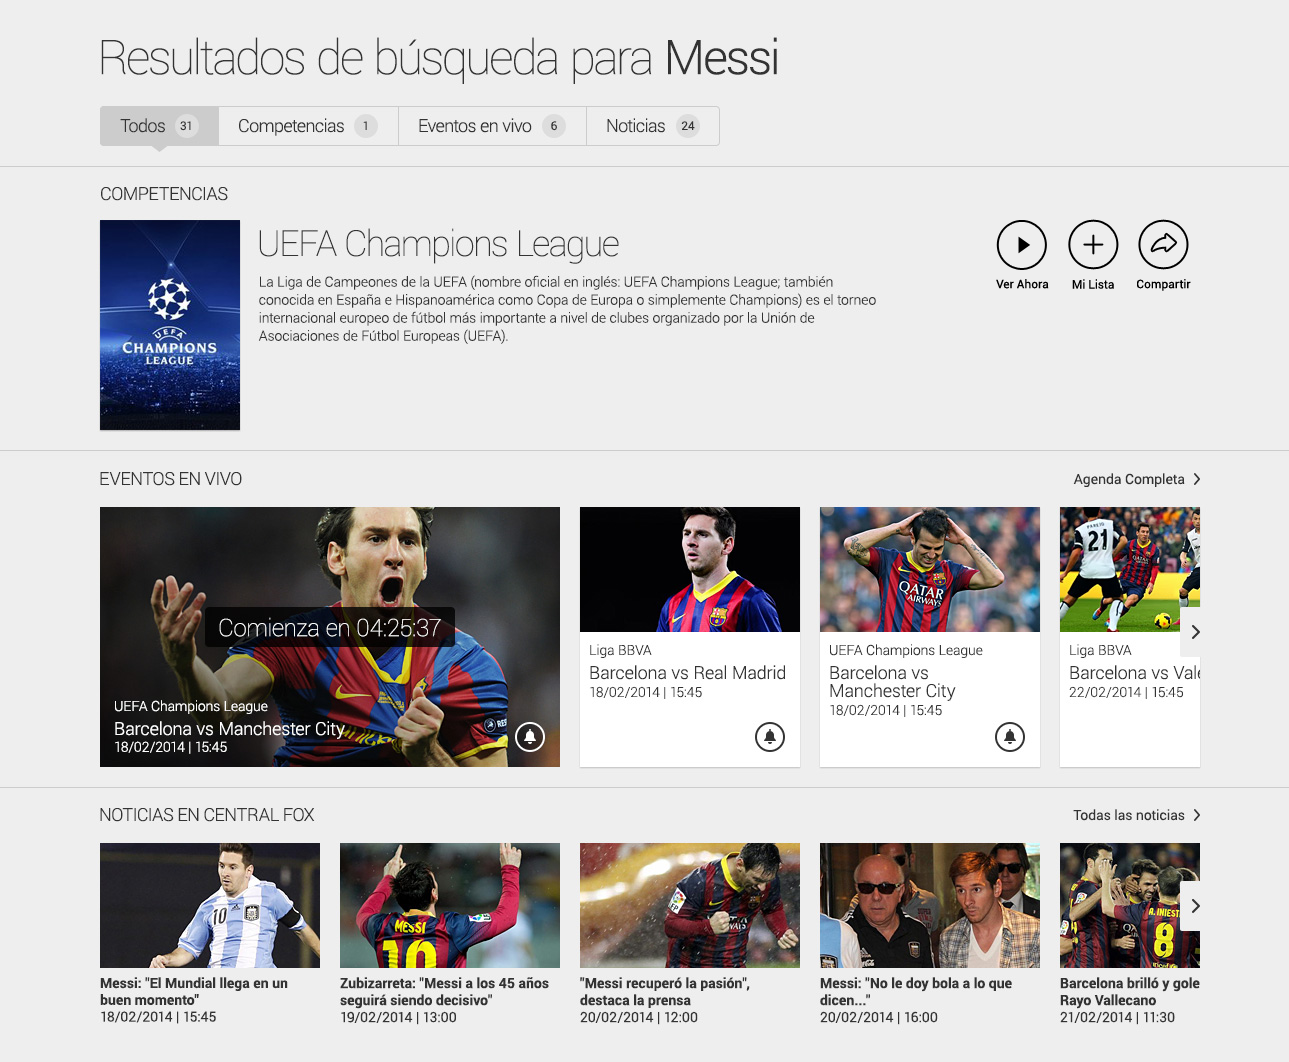 Resultados de búsqueda para Messi
Todos 31
Competencias 1
Eventos en vivo 6
Noticias 24
COMPETENCIAS
UEFA
CHAMPIONS
LEAGUE
UEFA Champions League
La Liga de Campeones de la UEFA (nombre oficial en inglés: UEFA Champions League; también
conocida en España e Hispanoamérica como Copa de Europa o simplemente Champions) es el torneo
internacional europeo de fútbol más importante a nivel de clubes organizado por la Unión de
Asociaciones de Fútbol Europeas (UEFA).
Ver Ahora
Mi Lista
Compartir
EVENTOS EN VIVO
Agenda Completa
Comienza en 04:25:37
UEFA Champions League
Barcelona vs Manchester City
18/02/2014 | 15:45
Liga BBVA
Barcelona vs Real Madrid
18/02/2014 | 15:45
QATAR
AIRWAYS
UEFA Champions League
Barcelona vs
Manchester City
18/02/2014 | 15:45
21
Liga BBVA
Barcelona vs Vale
22/02/2014 | 15:45
NOTICIAS EN CENTRAL FOX
Todas las noticias
10
Messi: "El Mundial llega en un
buen momento"
18/02/2014 | 15:45
MESSI
10
Zubizarreta: "Messi a los 45 años
seguirá siendo decisivo"
19/02/2014 | 13:00
"Messi recuperó la pasión",
destaca la prensa
20/02/2014 | 12:00
Messi: "No le doy bola a lo que
dicen..."
20/02/2014 | 16:00
A. INIEST
8
Barcelona brilló y gole
Rayo Vallecano
21/02/2014 | 11:30